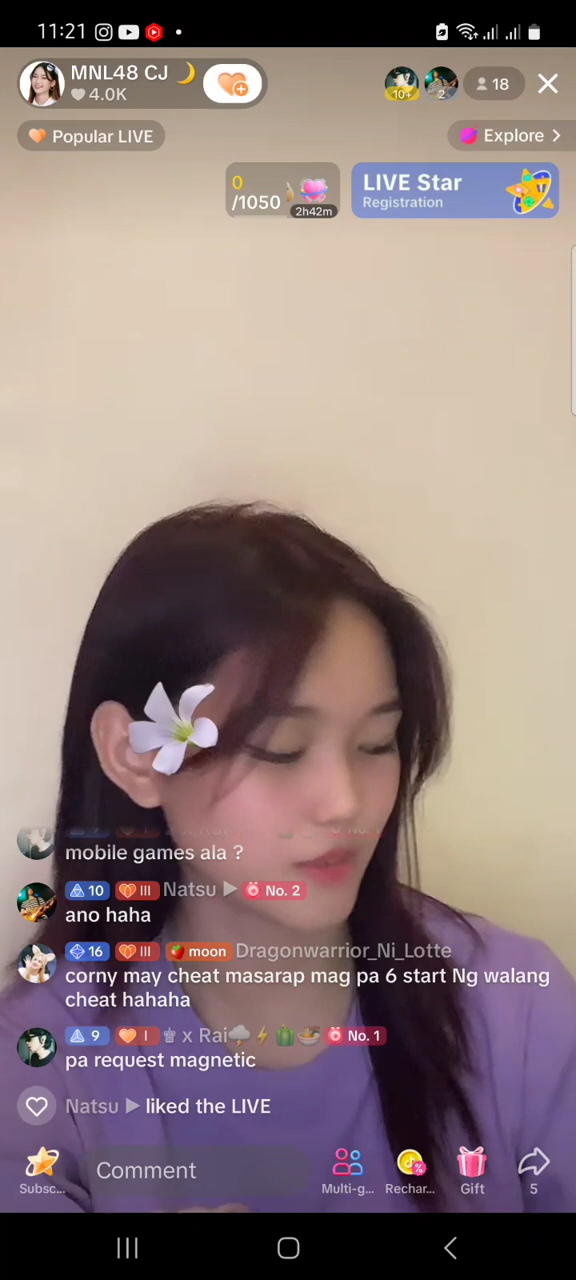 11:21
MNL48 CJ 🌙
4.0K
10+
2
18
Popular LIVE
Explore
0
/1050
2h42m
LIVE Star
Registration
mobile games ala ?
10 III Natsu No. 2
ano haha
16 III moon Dragonwarrior_Ni_Lotte
corny may cheat masarap mag pa 6 start Ng walang
cheat hahaha
9 I x Rai No. 1
pa request magnetic
Natsu liked the LIVE
Comment
Subsc...
Multi-g...
Rechar...
Gift
5